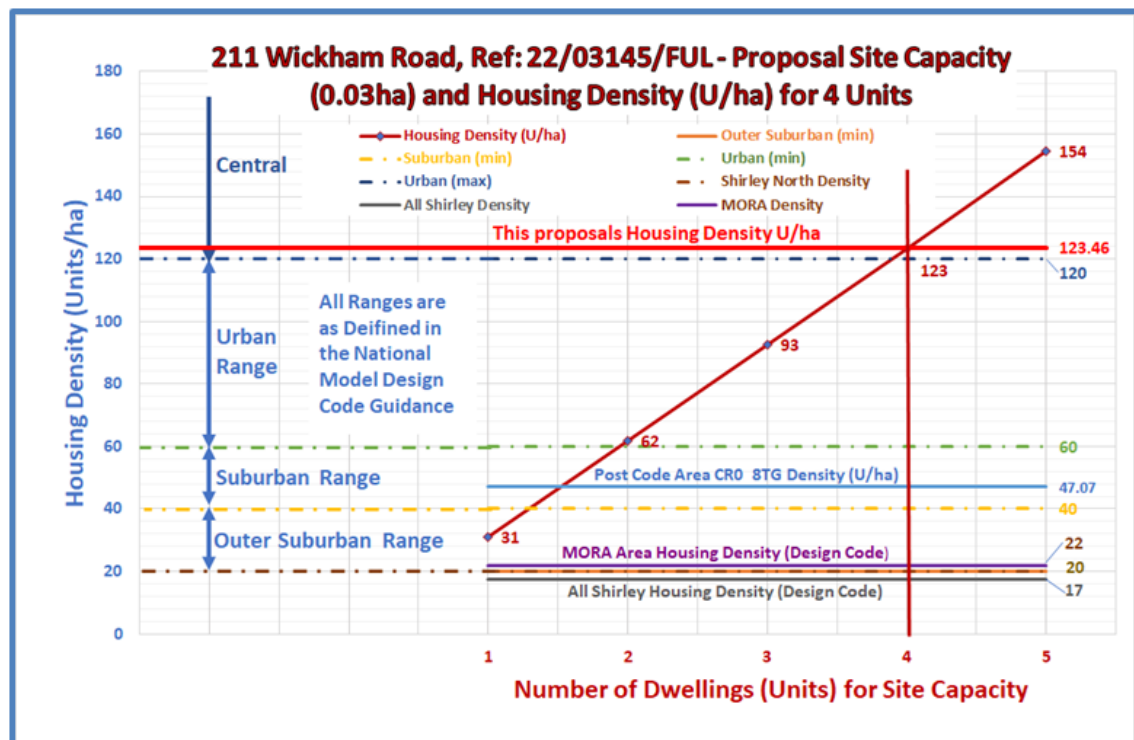 211 Wickham Road, Ref: 22/03145/FUL - Proposal Site Capacity
(0.03ha) and Housing Density (U/ha) for 4 Units
Housing Density (U/ha)
Outer Suburban (min)
Suburban (min)
Urban (min)
Urban (max)
Shirley North Density
All Shirley Density
MORA Density
Housing Density (Units/ha)
180
160
140
120
100
80
60
40
20
0
Central
Urban
Range
Suburban Range
Outer Suburban Range
All Ranges are
as Deifined in
the National
Model Design
Code Guidance
This proposals Housing Density U/ha
Post Code Area CR0 8TG Density (U/ha)
MORA Area Housing Density (Design Code)
All Shirley Housing Density (Design Code)
31
62
93
123
154
123.46
120
60
47.07
40
22
20
17
1
2
3
4
5
Number of Dwellings (Units) for Site Capacity